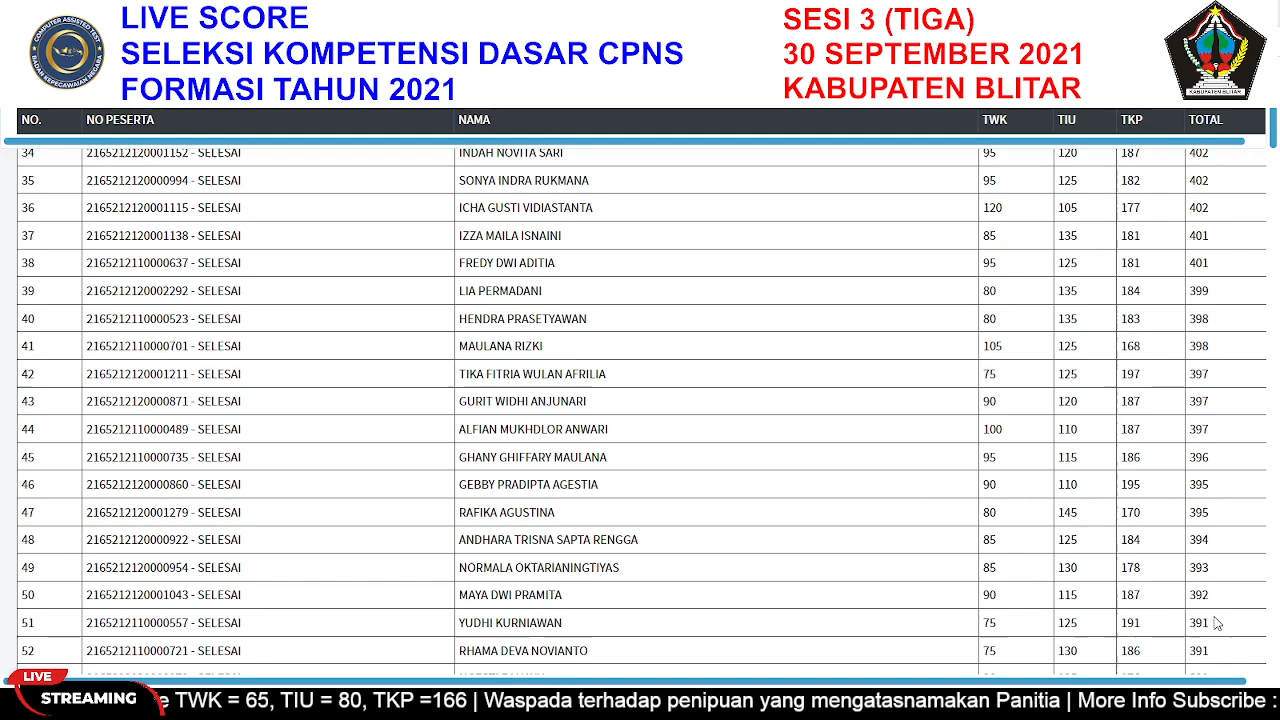 LIVE SCORE
SELEKSI KOMPETENSI DASAR CPNS
FORMASI TAHUN 2021
SESI 3 (TIGA)
30 SEPTEMBER 2021
KABUPATEN BLITAR
COMPUTER ASSISTED TEST
BADAN KEPEGAWAIAN NEGARA
KABUPATEN BLITAR
NO. NO PESERTA NAMA TWK TIU TKP TOTAL
34 2165212120001152 - SELESAI INDAH NOVITA SARI 95 120 187 402
35 2165212120000994 - SELESAI SONYA INDRA RUKMANA 95 125 182 402
36 2165212120001115 - SELESAI ICHA GUSTI VIDIASTANTA 120 105 177 402
37 2165212120001138 - SELESAI IZZA MAILA ISNAINI 85 135 181 401
38 2165212110000637 - SELESAI FREDY DWI ADITIA 95 125 181 401
39 2165212120002292 - SELESAI LIA PERMADANI 80 135 184 399
40 2165212110000523 - SELESAI HENDRA PRASETYAWAN 80 135 183 398
41 2165212110000701 - SELESAI MAULANA RIZKI 105 125 168 398
42 2165212120001211 - SELESAI TIKA FITRIA WULAN AFRILIA 75 125 197 397
43 2165212120000871 - SELESAI GURIT WIDHI ANJUNARI 90 120 187 397
44 2165212110000489 - SELESAI ALFIAN MUKHDLOR ANWARI 100 110 187 397
45 2165212110000735 - SELESAI GHANY GHIFFARY MAULANA 95 115 186 396
46 2165212120000860 - SELESAI GEBBY PRADIPTA AGESTIA 90 110 195 395
47 2165212120001279 - SELESAI RAFIKA AGUSTINA 80 145 170 395
48 2165212120000922 - SELESAI ANDHARA TRISNA SAPTA RENGGA 85 125 184 394
49 2165212120000954 - SELESAI NORMALA OKTARIANINGTIYAS 85 130 178 393
50 2165212120001043 - SELESAI MAYA DWI PRAMITA 90 115 187 392
51 2165212110000557 - SELESAI YUDHI KURNIAWAN 75 125 191 391
52 2165212110000721 - SELESAI RHAMA DEVA NOVIANTO 75 130 186 391
LIVE
STREAMING
e TWK = 65, TIU = 80, TKP =166 | Waspada terhadap penipuan yang mengatasnamakan Panitia | More Info Subscribe :